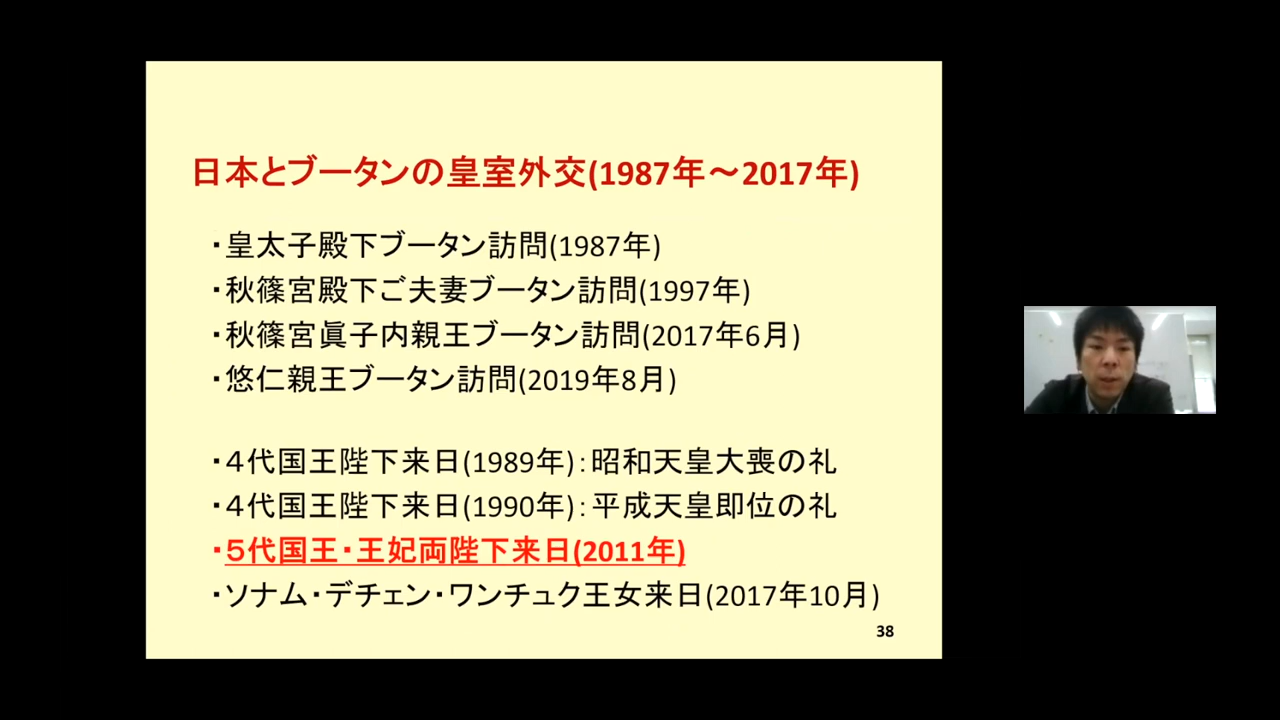 日本とブータンの皇室外交(1987年～2017年)
・皇太子殿下ブータン訪問(1987年)
・秋篠宮殿下ご夫妻ブータン訪問(1997年)
・秋篠宮眞子内親王ブータン訪問(2017年6月)
・悠仁親王ブータン訪問(2019年8月)
・４代国王陛下来日(1989年)：昭和天皇大喪の礼
・４代国王陛下来日(1990年)：平成天皇即位の礼
・５代国王・王妃両陛下来日(2011年)
・ソナム・デチェン・ワンチュク王女来日(2017年10月)
38